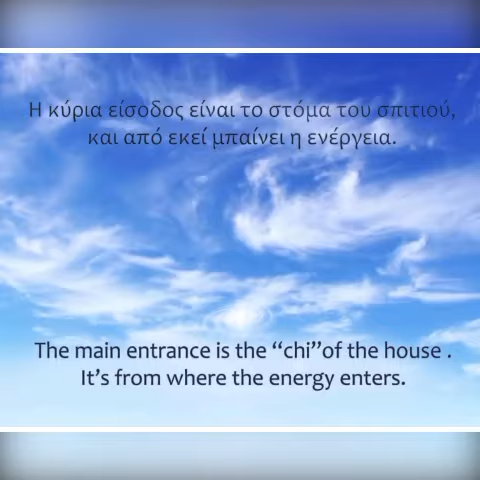 Η κύρια είσοδος είναι το στόμα του σπιτιού,
και από εκεί μπαίνει η ενέργεια.
The main entrance is the “chi”of the house .
It’s from where the energy enters.